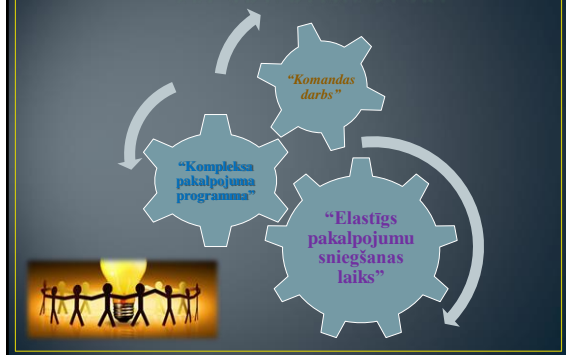 “Komandas
darbs”
“Kompleksa
pakalpojuma
programma”
“Elastīgs
pakalpojumu
sniegšanas
laiks”